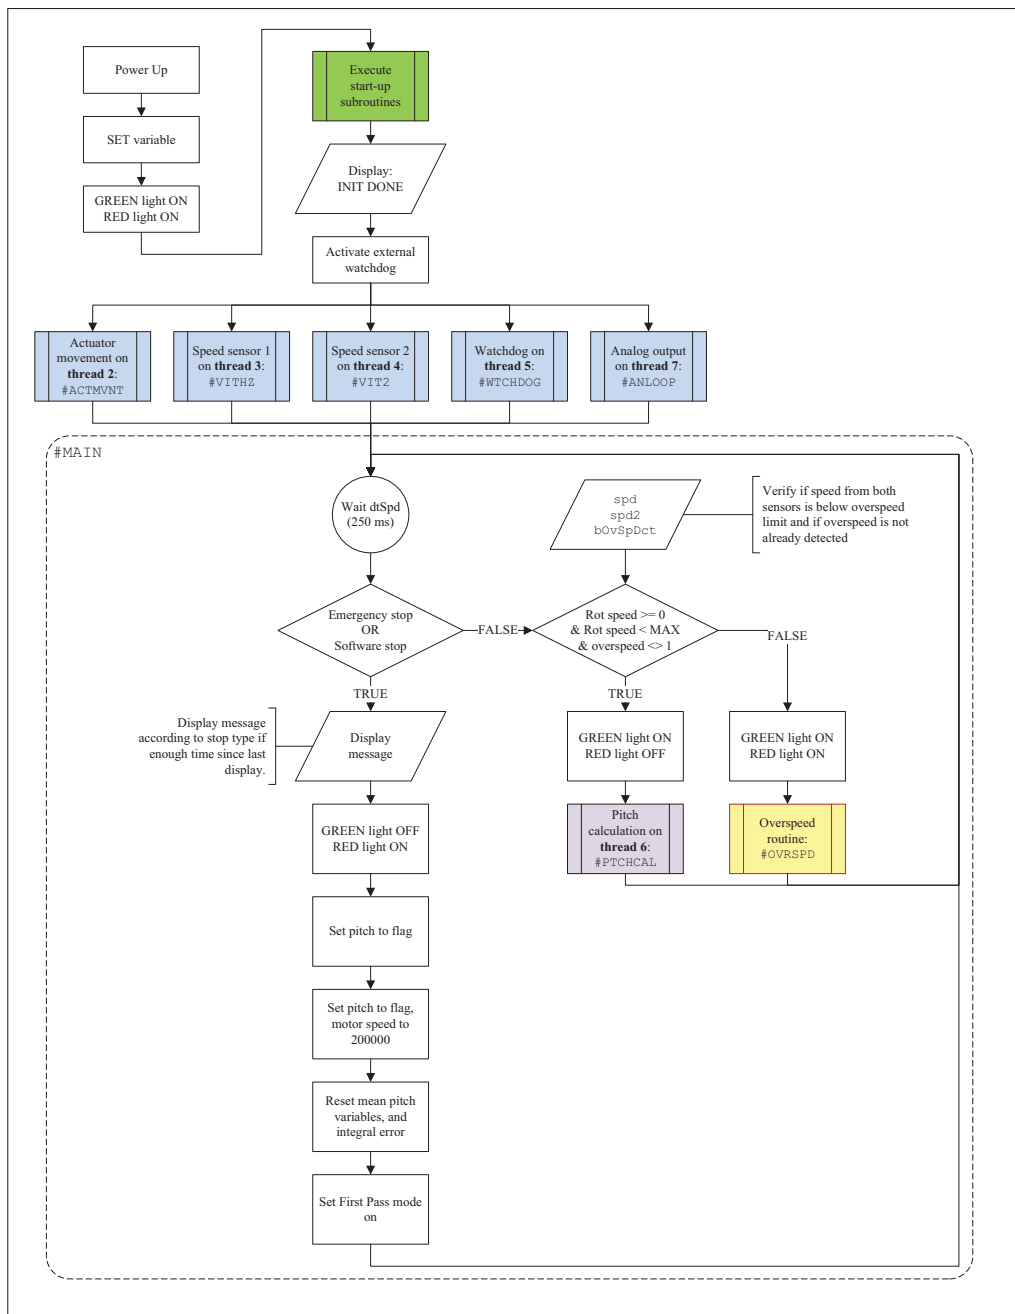 Power Up
SET variable
GREEN light ON
RED light ON
Execute
start-up
subroutines
Display:
INIT DONE
Activate external
watchdog
Actuator
movement on
thread 2:
#ACTMVNT
Speed sensor 1
on thread 3:
#VITHZ
Speed sensor 2
on thread 4:
#VIT2
Watchdog on
thread 5:
#WTCHDOG
Analog output
on thread 7:
#ANLOOP
#MAIN
Wait dtSpd
(250 ms)
spd
spd2
bOvSpDct
Verify if speed from both
sensors is below overspeed
limit and if overspeed is not
already detected
Emergency stop
OR
Software stop
FALSE
Rot speed >= 0
& Rot speed < MAX
& overspeed <> 1
FALSE
TRUE
TRUE
Display message
according to stop type if
enough time since last
display.
Display
message
GREEN light ON
RED light OFF
GREEN light ON
RED light ON
GREEN light OFF
RED light ON
Pitch
calculation on
thread 6:
#PTCHCAL
Overspeed
routine:
#OVRSPD
Set pitch to flag
Set pitch to flag,
motor speed to
200000
Reset mean pitch
variables, and
integral error
Set First Pass mode
on